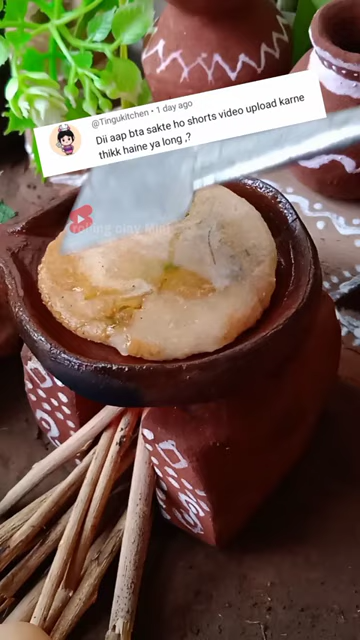 @Tingukitchen • 1 day ago
Dii aap bta sakte ho shorts video upload karne
thikk haine ya long ,?